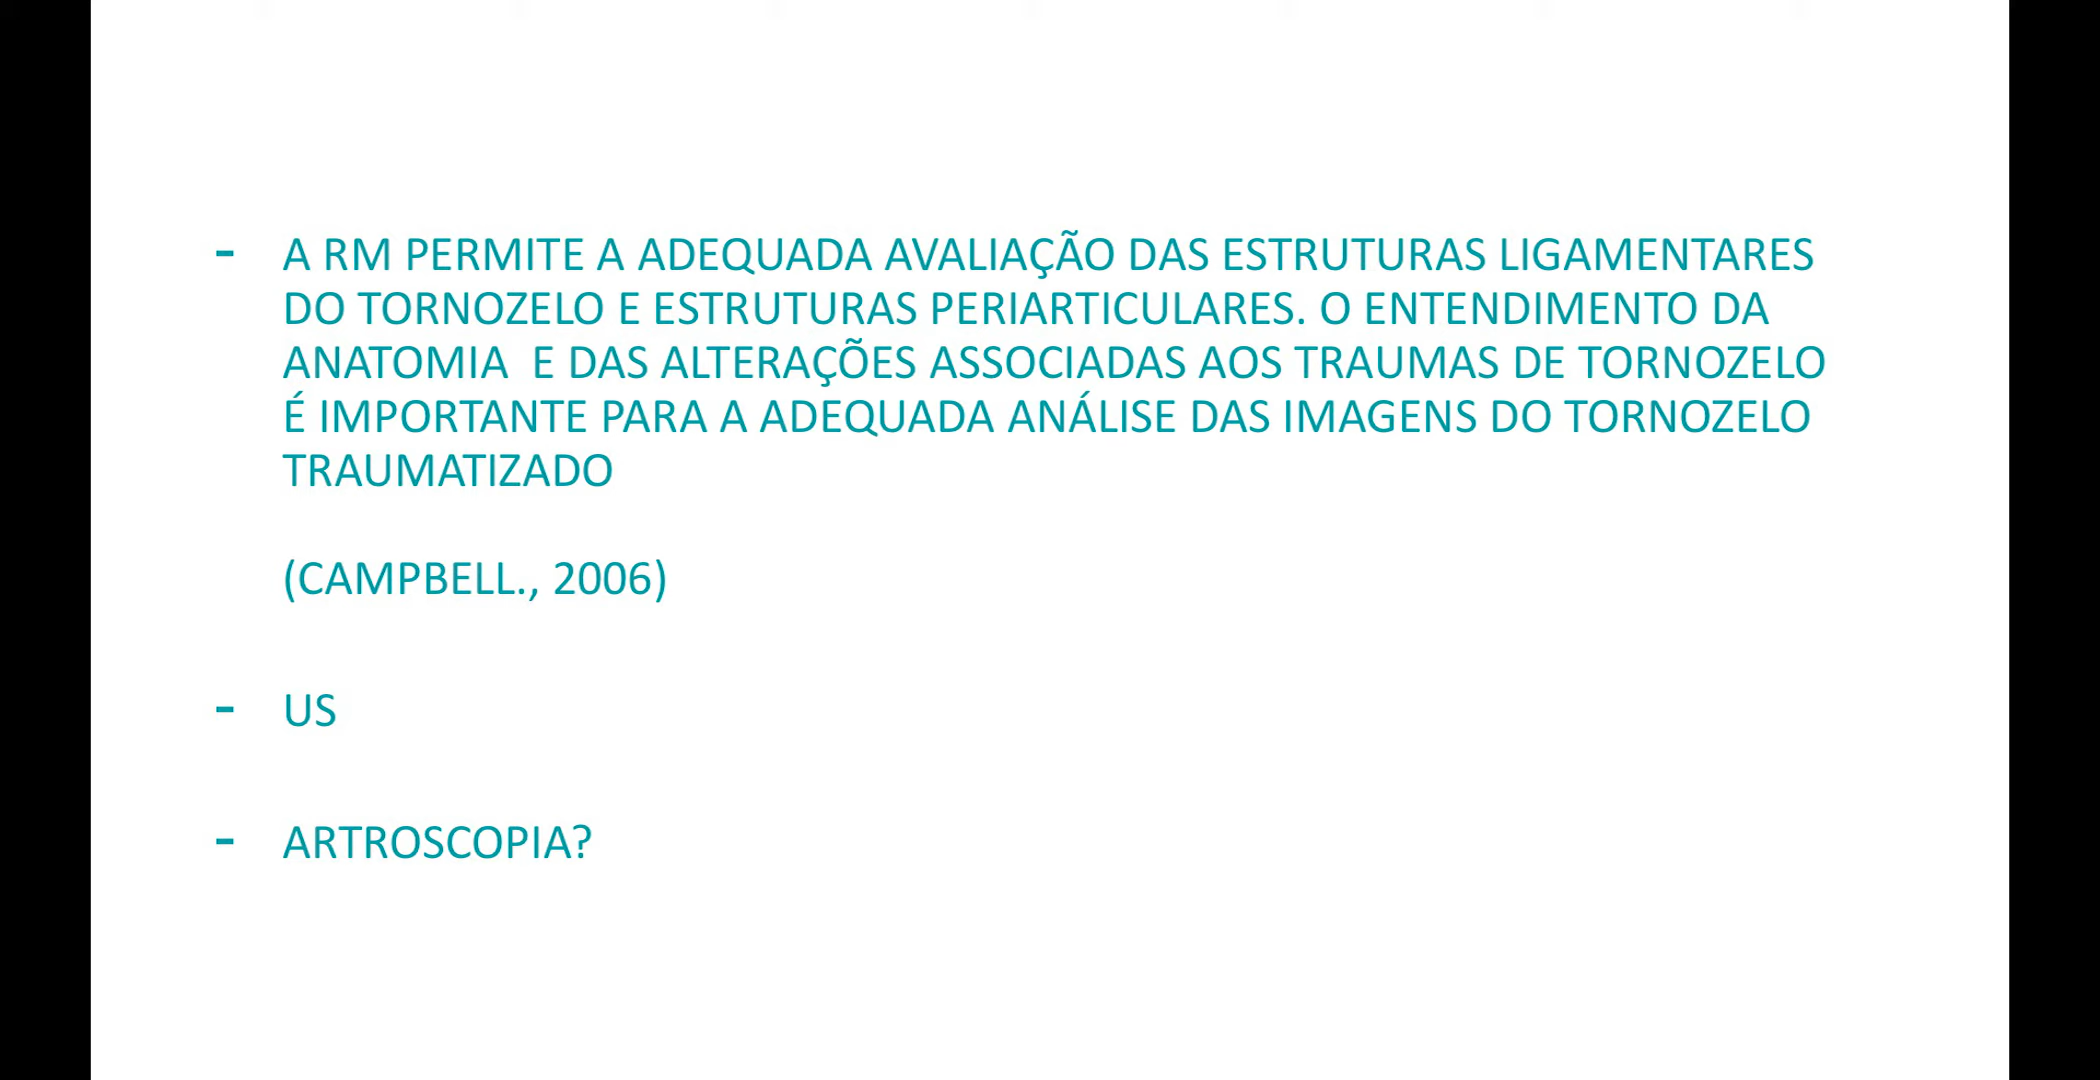 - A RM PERMITE A ADEQUADA AVALIAÇÃO DAS ESTRUTURAS LIGAMENTARES
DO TORNOZELO E ESTRUTURAS PERIARTICULARES. O ENTENDIMENTO DA
ANATOMIA  E DAS ALTERAÇÕES ASSOCIADAS AOS TRAUMAS DE TORNOZELO
É IMPORTANTE PARA A ADEQUADA ANÁLISE DAS IMAGENS DO TORNOZELO
TRAUMATIZADO
(CAMPBELL., 2006)
- US
- ARTROSCOPIA?